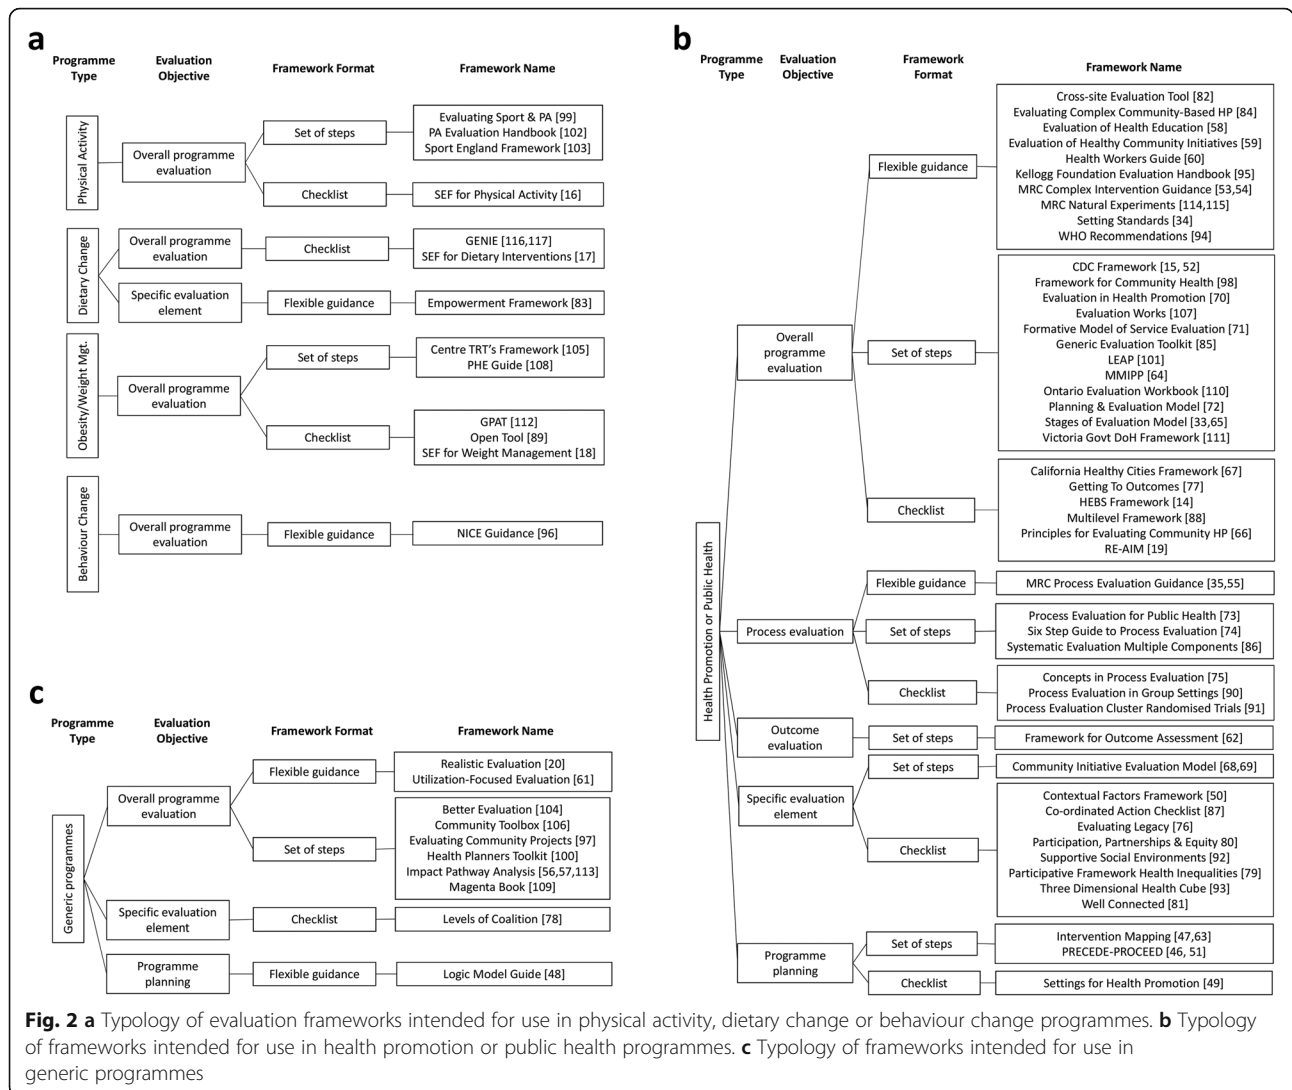 a
Programme Type
Evaluation Objective
Framework Format
Framework Name
Physical Activity
Overall programme evaluation
Set of steps
Evaluating Sport & PA [99]
PA Evaluation Handbook [102]
Sport England Framework [103]
Checklist
SEF for Physical Activity [16]
Dietary Change
Overall programme evaluation
Checklist
GENIE [116,117]
SEF for Dietary Interventions [17]
Specific evaluation element
Flexible guidance
Empowerment Framework [83]
Obesity/Weight Mgt.
Overall programme evaluation
Set of steps
Centre TRT's Framework [105]
PHE Guide [108]
Checklist
GPAT [112]
Open Tool [89]
SEF for Weight Management [18]
Behaviour Change
Overall programme evaluation
Flexible guidance
NICE Guidance [96]
b
Programme Type
Evaluation Objective
Framework Format
Framework Name
Health Promotion or Public Health
Overall programme evaluation
Flexible guidance
Cross-site Evaluation Tool [82]
Evaluating Complex Community-Based HP [84]
Evaluation of Health Education [58]
Evaluation of Healthy Community Initiatives [59]
Health Workers Guide [60]
Kellogg Foundation Evaluation Handbook [95]
MRC Complex Intervention Guidance [53,54]
MRC Natural Experiments [114,115]
Setting Standards [34]
WHO Recommendations [94]
Set of steps
CDC Framework [15, 52]
Framework for Community Health [98]
Evaluation in Health Promotion [70]
Evaluation Works [107]
Formative Model of Service Evaluation [71]
Generic Evaluation Toolkit [85]
LEAP [101]
MMIPP [64]
Ontario Evaluation Workbook [110]
Planning & Evaluation Model [72]
Stages of Evaluation Model [33,65]
Victoria Govt DoH Framework [111]
Checklist
California Healthy Cities Framework [67]
Getting To Outcomes [77]
HEBS Framework [14]
Multilevel Framework [88]
Principles for Evaluating Community HP [66]
RE-AIM [19]
Process evaluation
Flexible guidance
MRC Process Evaluation Guidance [35,55]
Set of steps
Process Evaluation for Public Health [73]
Six Step Guide to Process Evaluation [74]
Systematic Evaluation Multiple Components [86]
Checklist
Concepts in Process Evaluation [75]
Process Evaluation in Group Settings [90]
Process Evaluation Cluster Randomised Trials [91]
Outcome evaluation
Set of steps
Framework for Outcome Assessment [62]
Specific evaluation element
Set of steps
Community Initiative Evaluation Model [68,69]
Checklist
Contextual Factors Framework [50]
Co-ordinated Action Checklist [87]
Evaluating Legacy [76]
Participation, Partnerships & Equity 80]
Supportive Social Environments [92]
Participative Framework Health Inequalities [79]
Three Dimensional Health Cube [93]
Well Connected [81]
Programme planning
Set of steps
Intervention Mapping [47,63]
PRECEDE-PROCEED [46, 51]
Checklist
Settings for Health Promotion [49]
c
Programme Type
Evaluation Objective
Framework Format
Framework Name
Generic programmes
Overall programme evaluation
Flexible guidance
Realistic Evaluation [20]
Utilization-Focused Evaluation [61]
Set of steps
Better Evaluation [104]
Community Toolbox [106]
Evaluating Community Projects [97]
Health Planners Toolkit [100]
Impact Pathway Analysis [56,57,113]
Magenta Book [109]
Specific evaluation element
Checklist
Levels of Coalition [78]
Programme planning
Flexible guidance
Logic Model Guide [48]
Fig. 2 a Typology of evaluation frameworks intended for use in physical activity, dietary change or behaviour change programmes. b Typology
of frameworks intended for use in health promotion or public health programmes. c Typology of frameworks intended for use in
generic programmes